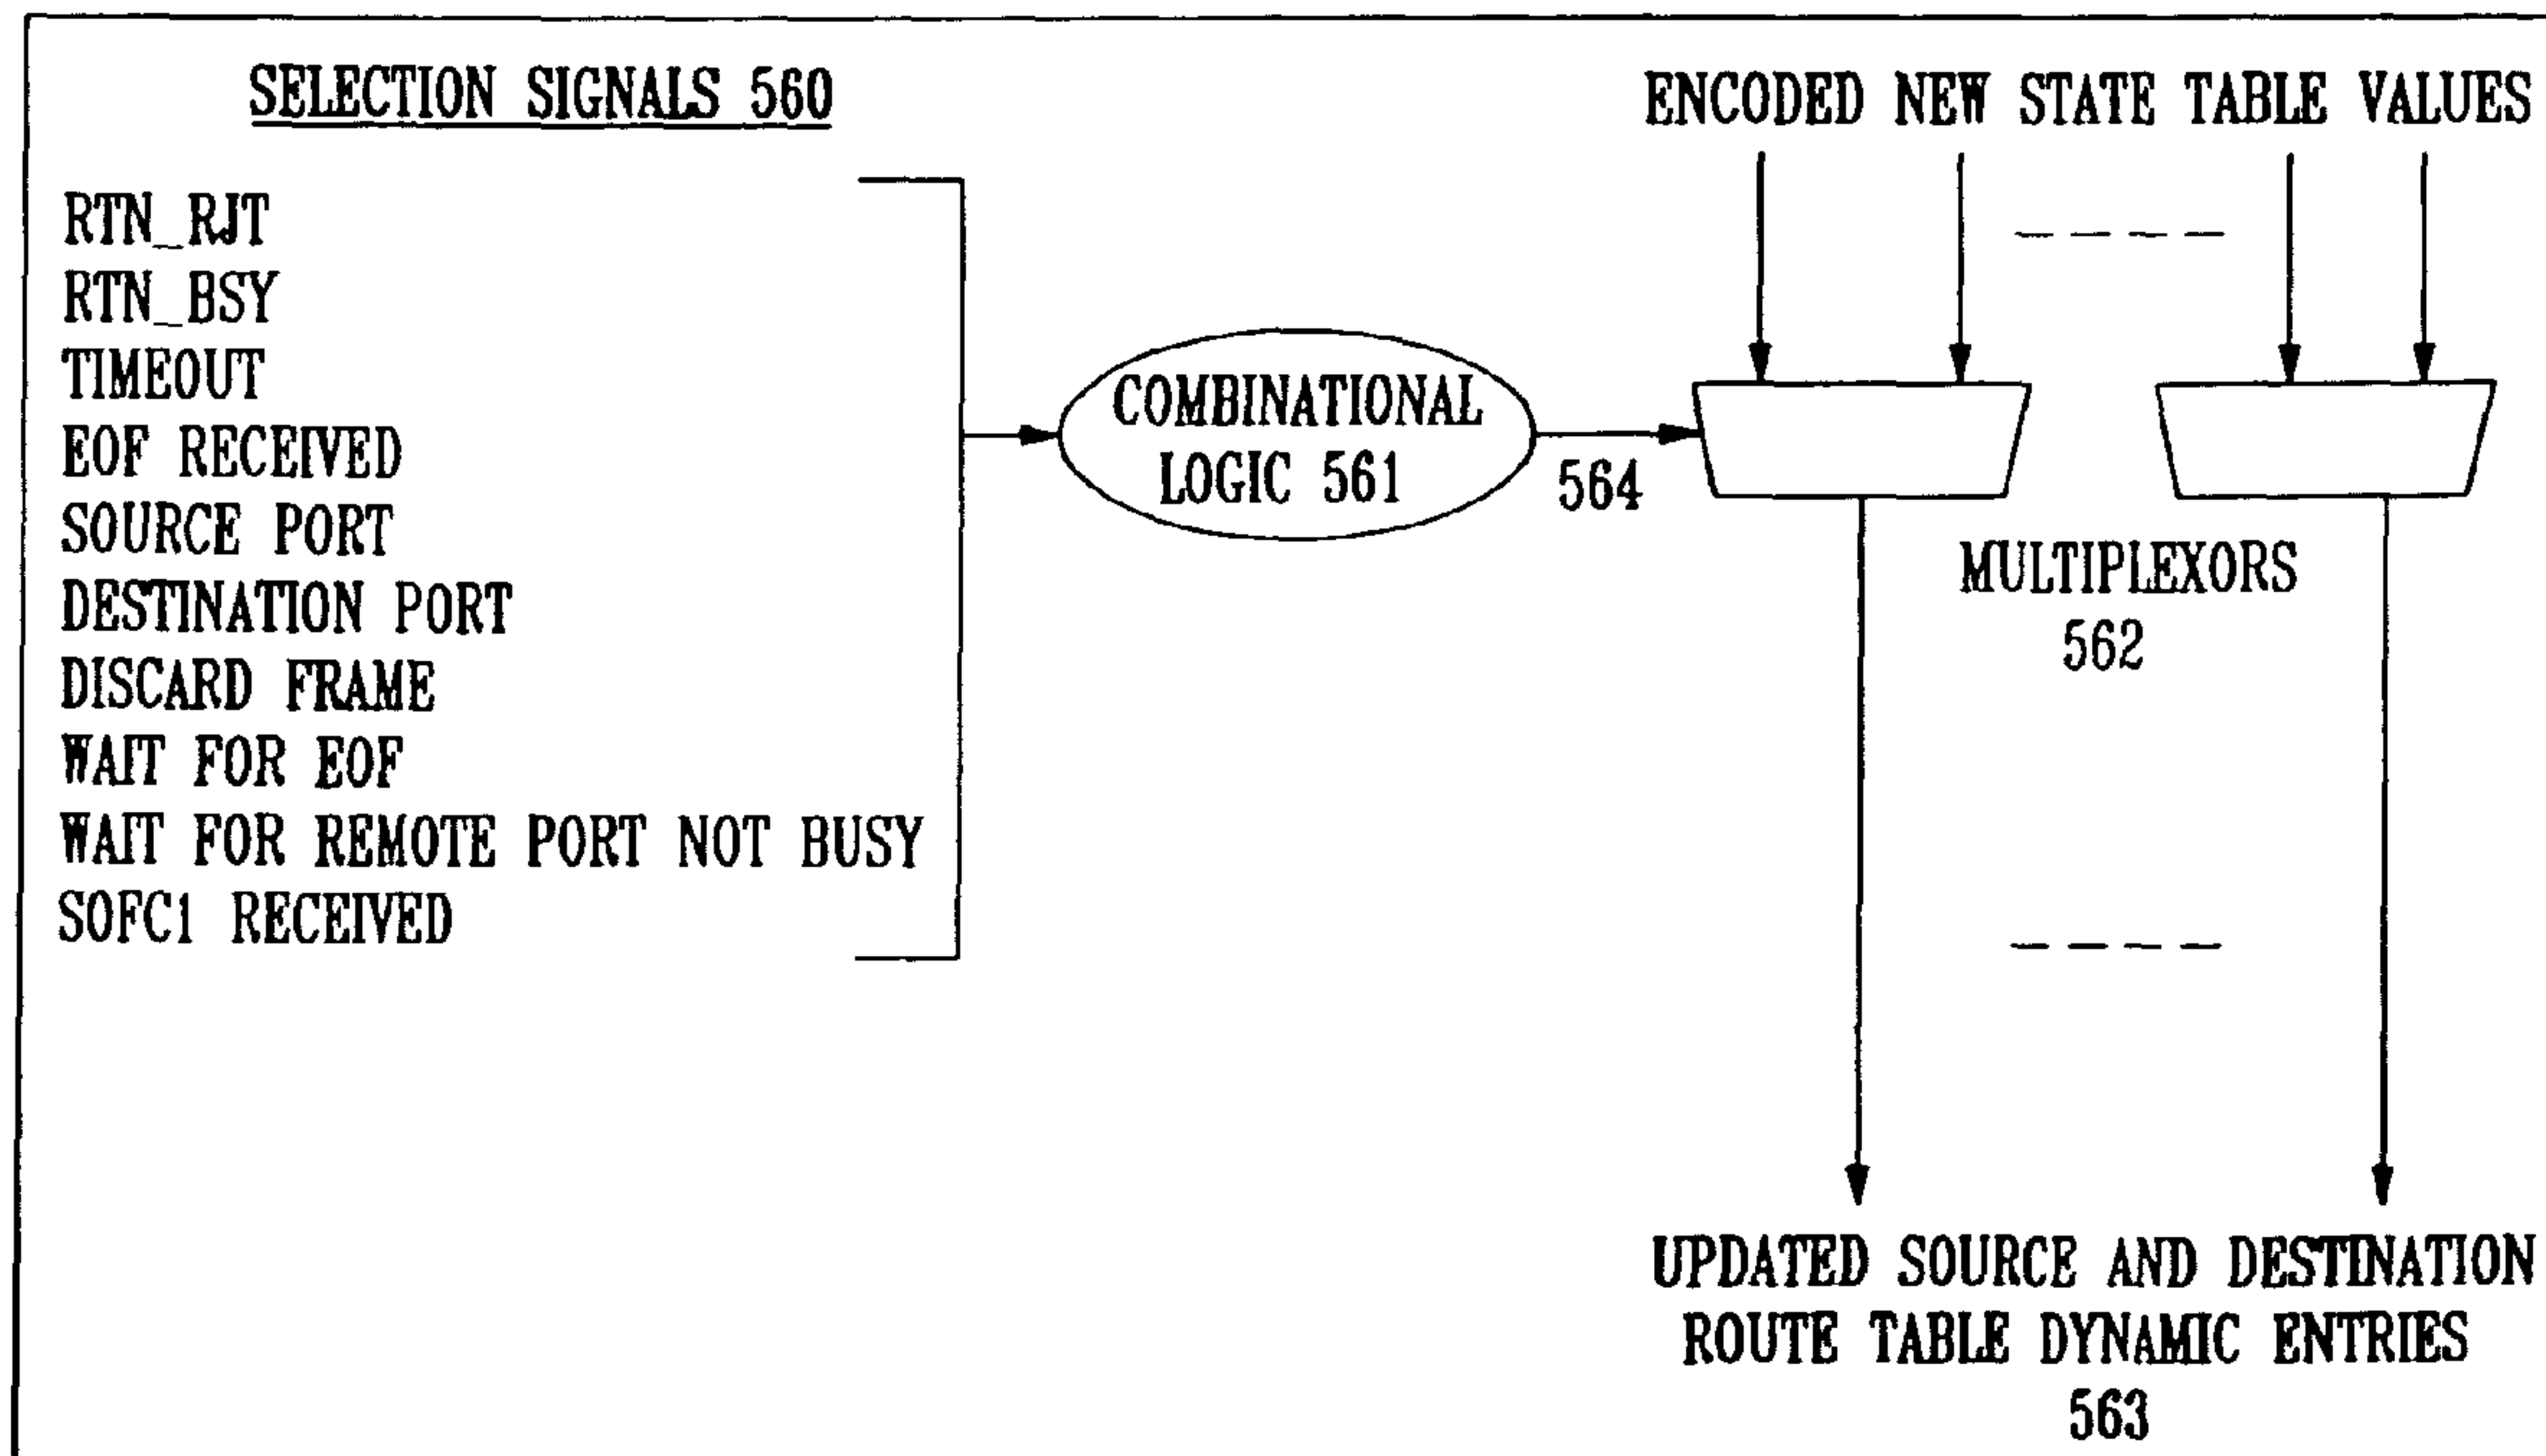 SELECTION SIGNALS 560
RTN_RJT
RTN_BSY
TIMEOUT
EOF RECEIVED
SOURCE PORT
DESTINATION PORT
DISCARD FRAME
WAIT FOR EOF
WAIT FOR REMOTE PORT NOT BUSY
SOFC1 RECEIVED
COMBINATIONAL
LOGIC 561
564
ENCODED NEW STATE TABLE VALUES
MULTIPLEXORS
562
UPDATED SOURCE AND DESTINATION
ROUTE TABLE DYNAMIC ENTRIES
563